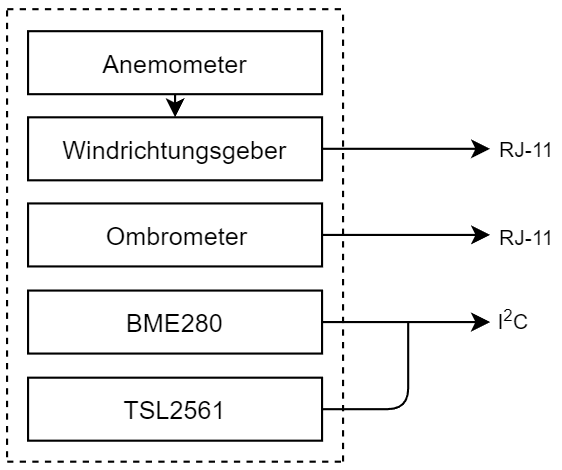 Anemometer
Windrichtungsgeber
RJ-11
Ombrometer
RJ-11
BME280
I²C
TSL2561